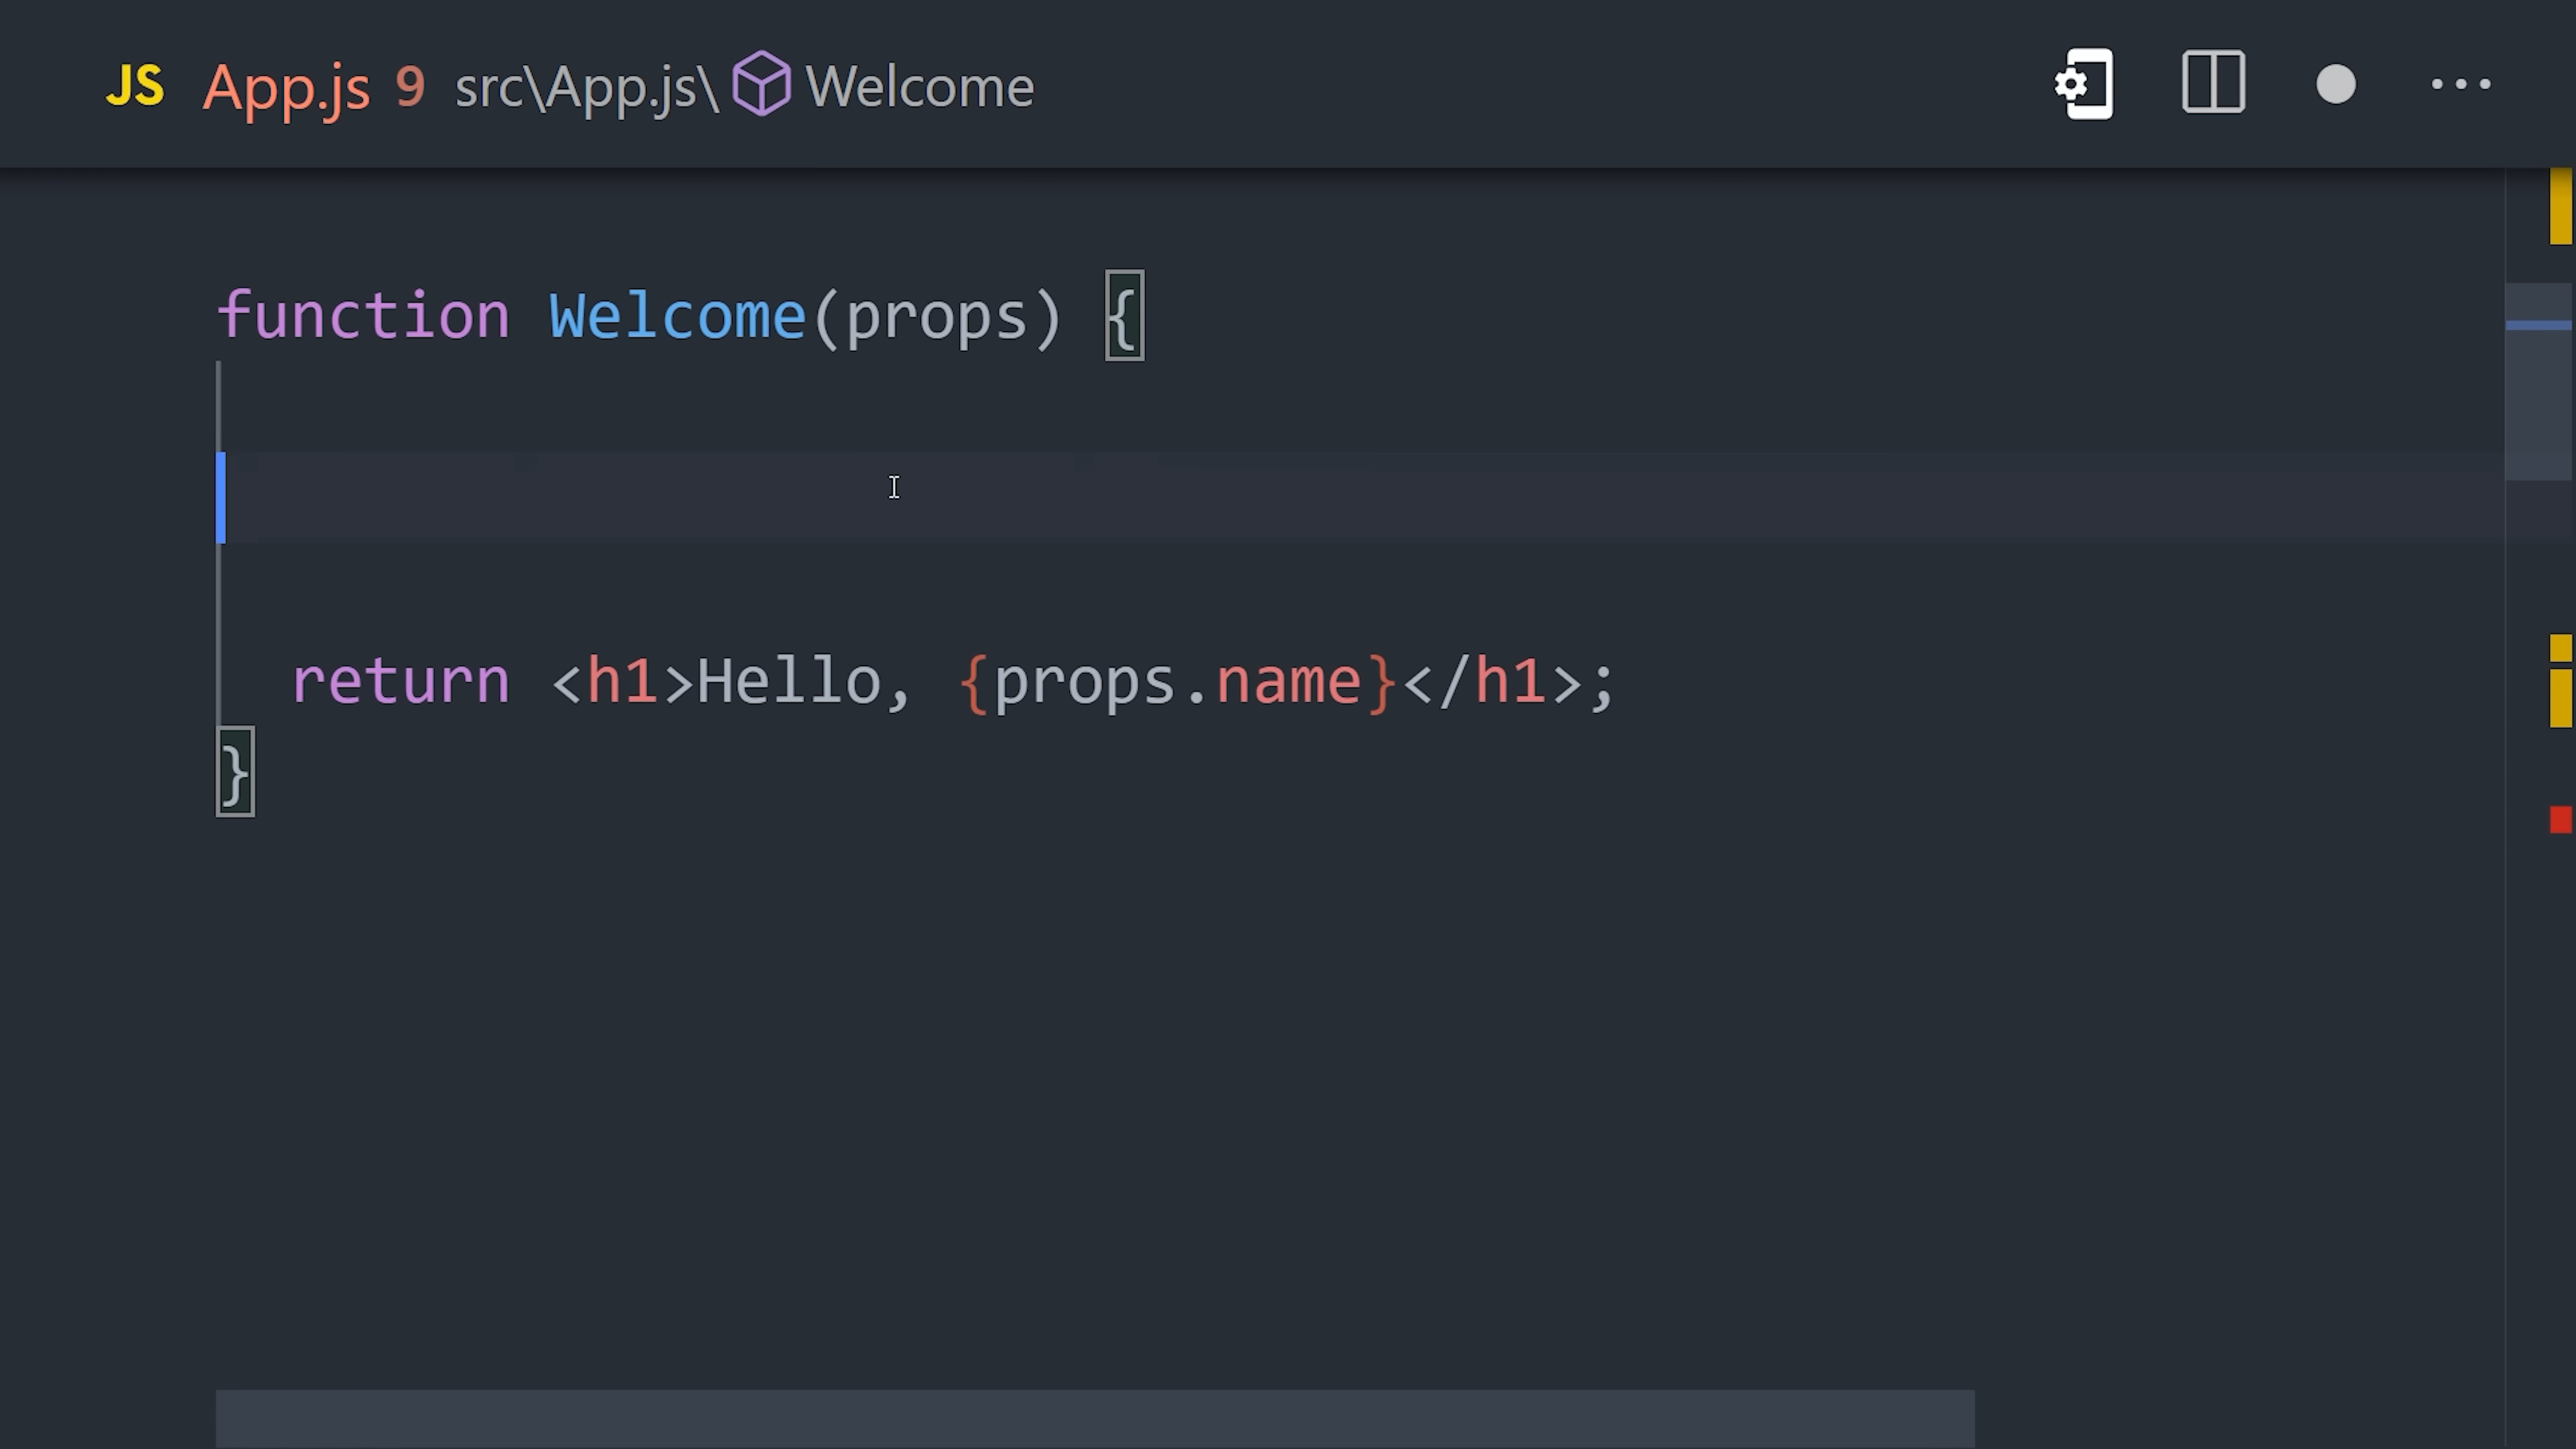 JS App.js 9 src\App.js\ Welcome
function Welcome(props) {
return <h1>Hello, {props.name}</h1>;
}